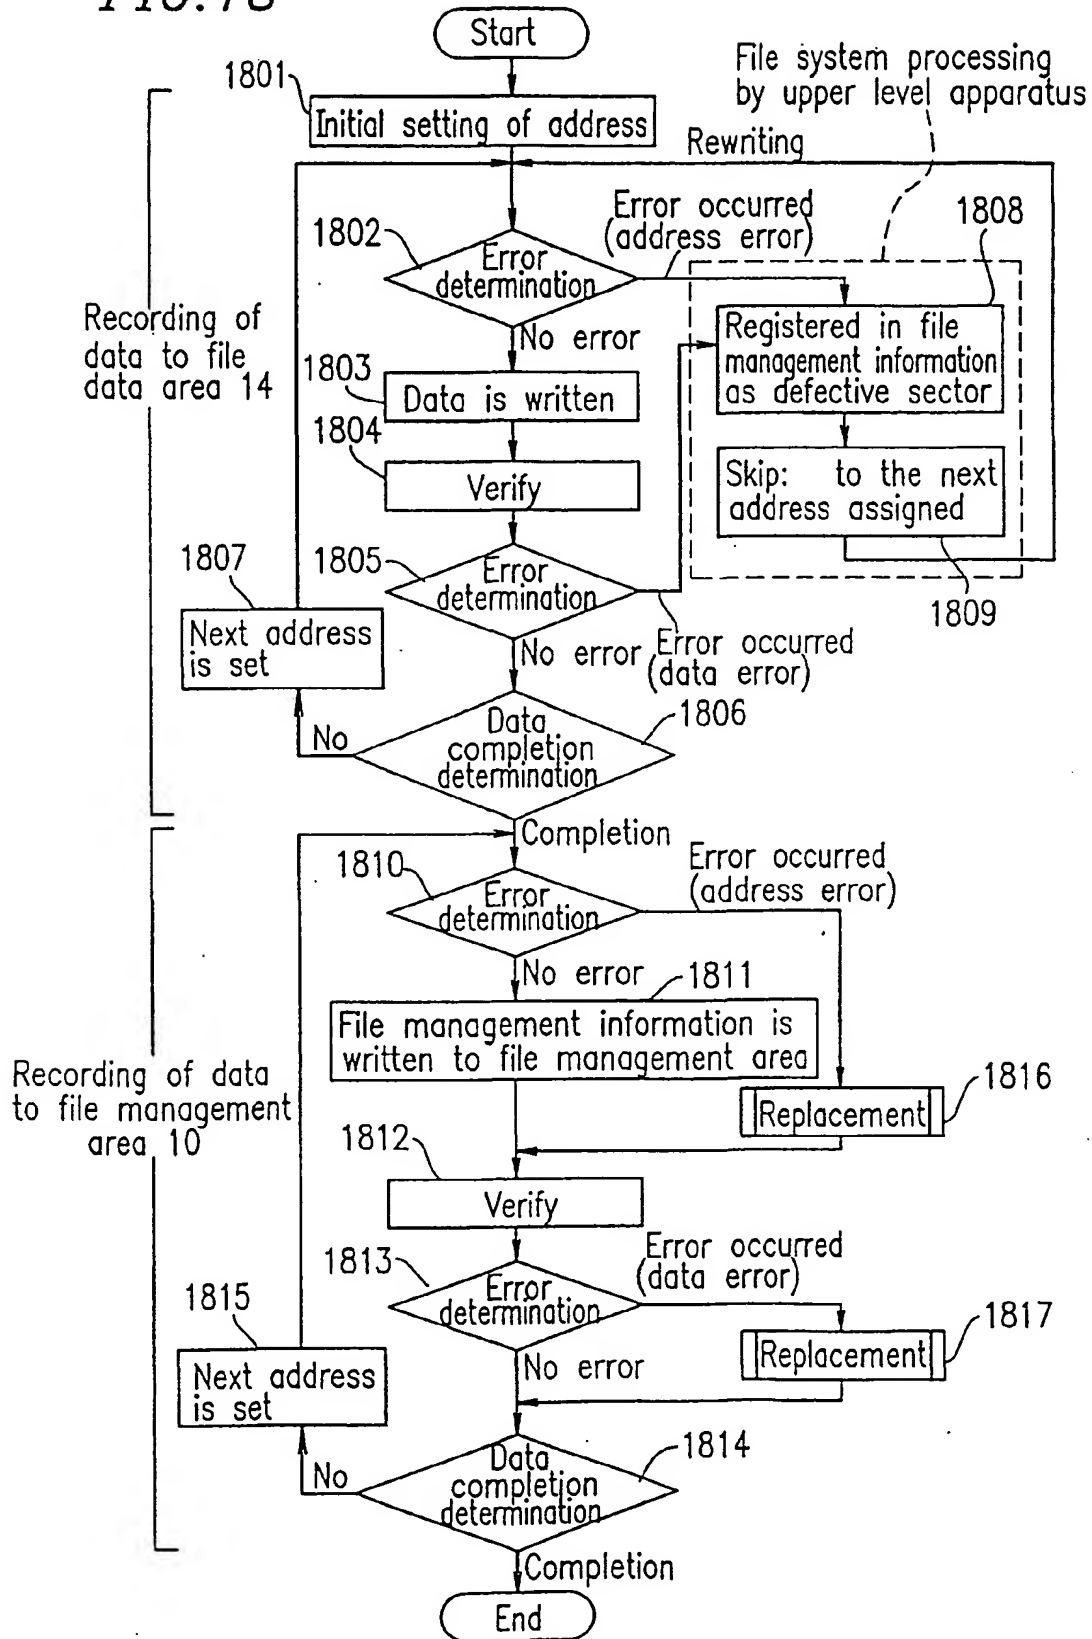 FIG. 18
Start
File system processing
by upper level apparatus
1801
Initial setting of address
Rewriting
Error occurred
(address error)
1808
1802
Error
determination
Recording of
data to file
data area 14
No error
Registered in file
management information
as defective sector
1803
Data is written
1804
Verify
Skip: to the next
address assigned
1807
1805
Error
determination
1809
Next address
is set
No error
Error occurred
(data error)
1806
No
Data
completion
determination
Completion
1810
Error
determination
Error occurred
(address error)
No error
1811
File management information is
written to file management area
Recording of data
to file management
area 10
1816
Replacement
1812
Verify
1813
Error
determination
Error occurred
(data error)
1815
1817
Next address
is set
No error
Replacement
1814
No
Data
completion
determination
Completion
End